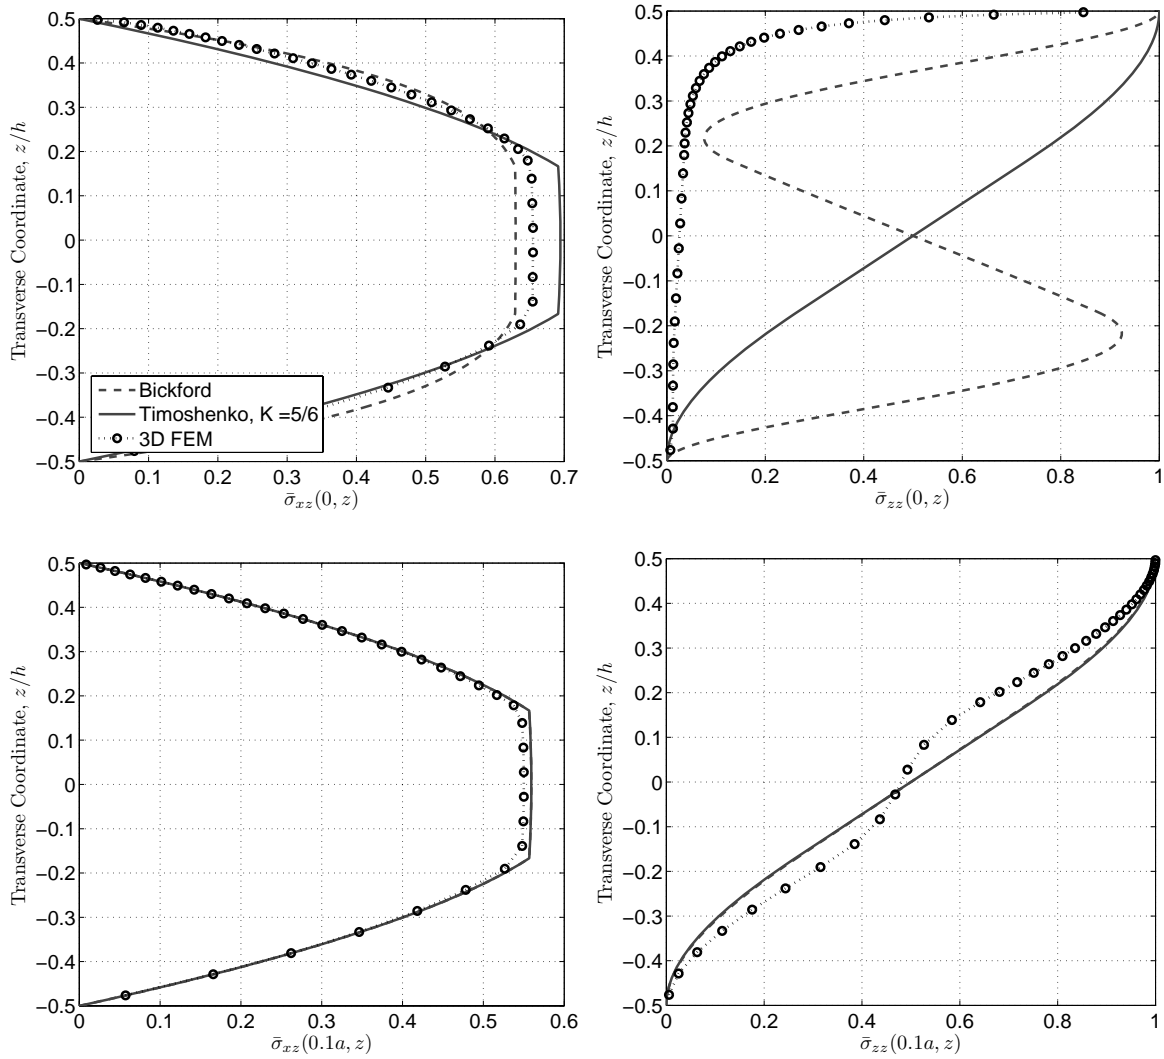 Transverse Coordinate, z/h
0.5
0.4
0.3
0.2
0.1
0
−0.1
−0.2
−0.3
−0.4
−0.5
Bickford
Timoshenko, K =5/6
3D FEM
0 0.1 0.2 0.3 0.4 0.5 0.6 0.7
σ̄xz(0, z)
Transverse Coordinate, z/h
0.5
0.4
0.3
0.2
0.1
0
−0.1
−0.2
−0.3
−0.4
−0.5
0 0.2 0.4 0.6 0.8 1
σ̄zz(0, z)
Transverse Coordinate, z/h
0.5
0.4
0.3
0.2
0.1
0
−0.1
−0.2
−0.3
−0.4
−0.5
0 0.1 0.2 0.3 0.4 0.5 0.6
σ̄xz(0.1a, z)
Transverse Coordinate, z/h
0.5
0.4
0.3
0.2
0.1
0
−0.1
−0.2
−0.3
−0.4
−0.5
0 0.2 0.4 0.6 0.8 1
σ̄zz(0.1a, z)